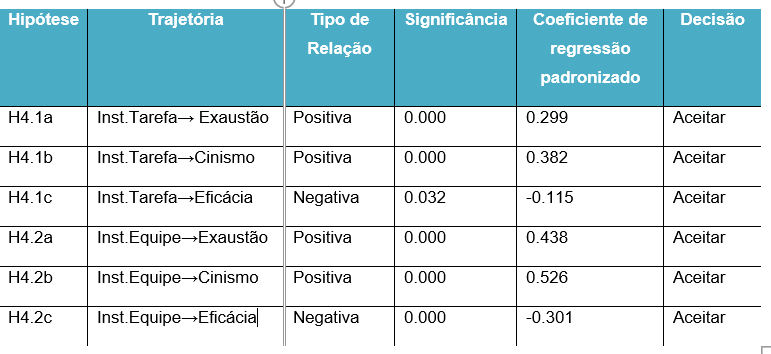 Hipótese Trajetória Tipo de Relação Significância Coeficiente de regressão padronizado Decisão
H4.1a Inst.Tarefa→ Exaustão Positiva 0.000 0.299 Aceitar
H4.1b Inst.Tarefa→Cinismo Positiva 0.000 0.382 Aceitar
H4.1c Inst.Tarefa→Eficácia Negativa 0.032 -0.115 Aceitar
H4.2a Inst.Equipe→Exaustão Positiva 0.000 0.438 Aceitar
H4.2b Inst.Equipe→Cinismo Positiva 0.000 0.526 Aceitar
H4.2c Inst.Equipe→Eficácia Negativa 0.000 -0.301 Aceitar